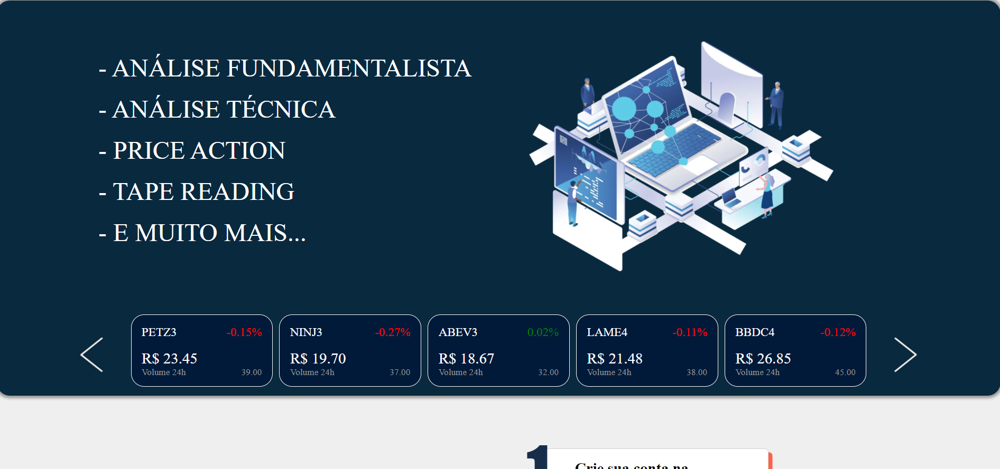 - ANÁLISE FUNDAMENTALISTA
- ANÁLISE TÉCNICA
- PRICE ACTION
- TAPE READING
- E MUITO MAIS...
PETZ3 -0.15%
R$ 23.45
Volume 24h 39.00
NINJ3 -0.27%
R$ 19.70
Volume 24h 37.00
ABEV3 0.02%
R$ 18.67
Volume 24h 32.00
LAME4 -0.11%
R$ 21.48
Volume 24h 38.00
BBDC4 -0.12%
R$ 26.85
Volume 24h 45.00
1
Crie sua conta na